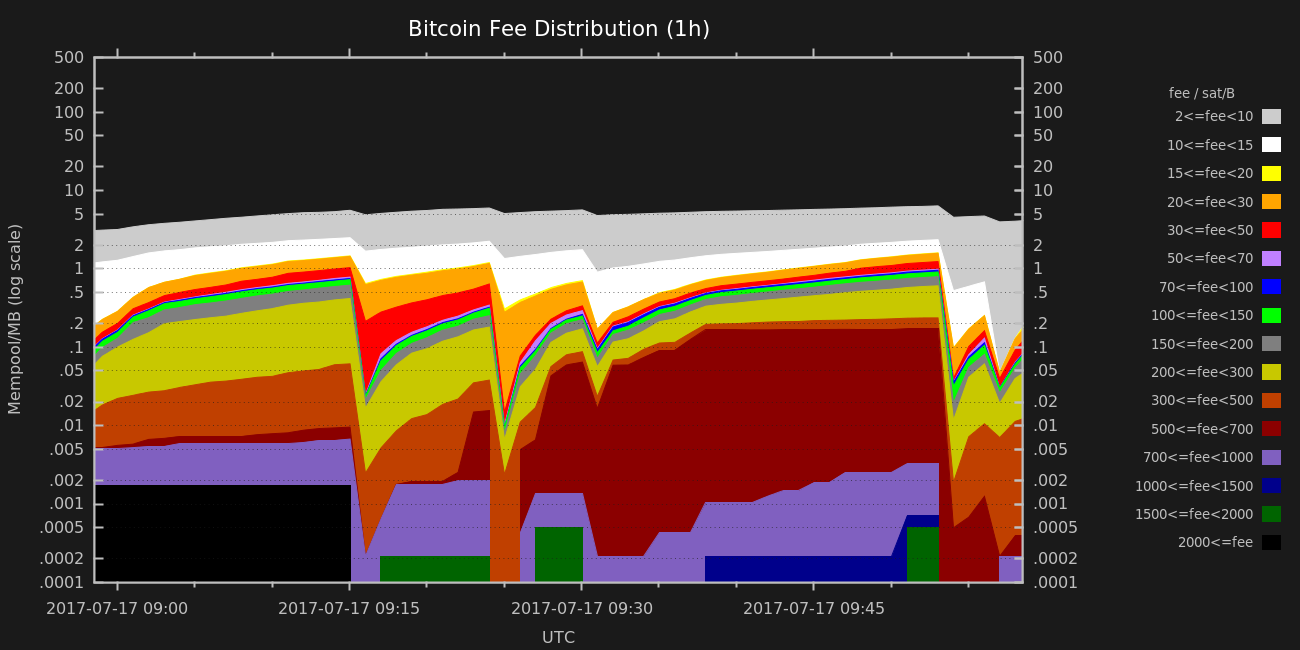 Bitcoin Fee Distribution (1h)
500
200
100
50
20
10
5
2
1
.5
.2
.1
.05
.02
.01
.005
.002
.001
.0005
.0002
.0001
Mempool/MB (log scale)
500
200
100
50
20
10
5
2
1
.5
.2
.1
.05
.02
.01
.005
.002
.001
.0005
.0002
.0001
2017-07-17 09:00
2017-07-17 09:15
2017-07-17 09:30
2017-07-17 09:45
UTC
fee / sat/B
2<=fee<10
10<=fee<15
15<=fee<20
20<=fee<30
30<=fee<50
50<=fee<70
70<=fee<100
100<=fee<150
150<=fee<200
200<=fee<300
300<=fee<500
500<=fee<700
700<=fee<1000
1000<=fee<1500
1500<=fee<2000
2000<=fee